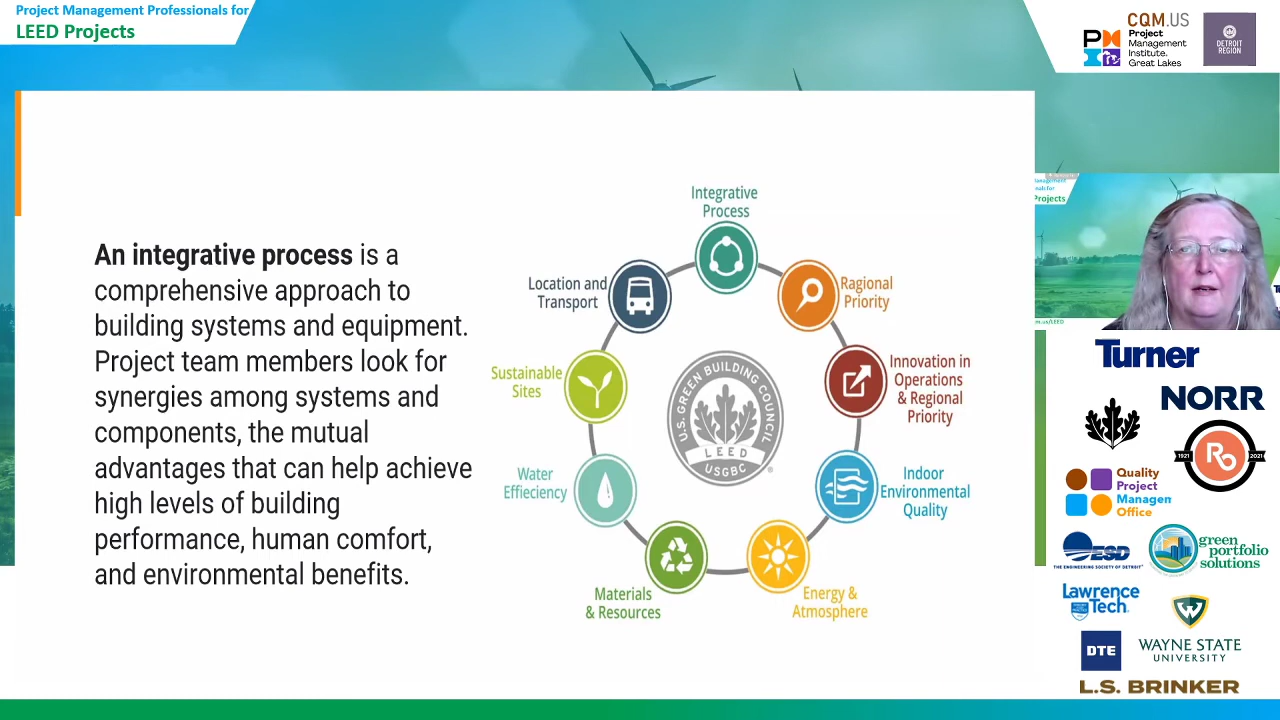 Project Management Professionals for
LEED Projects
CQM.US
Project
Management
Institute.
Great Lakes
DETROIT
REGION
An integrative process is a
comprehensive approach to
building systems and equipment.
Project team members look for
synergies among systems and
components, the mutual
advantages that can help achieve
high levels of building
performance, human comfort,
and environmental benefits.
Integrative
Process
Location and
Transport
Ragional
Priority
Sustainable
Sites
Innovation in
Operations
& Regional
Priority
U.S. GREEN BUILDING COUNCIL
LEED
USGBC
®
Water
Effieciency
Indoor
Environmental
Quality
Materials
& Resources
Energy &
Atmosphere
Projects
Turner
NORR
1921
RO
2021
Quality
Project
Managen
Office
ESD
THE ENGINEERING SOCIETY OF DETROIT
green
portfolio
solutions
Lawrence
Tech
W
DTE
WAYNE STATE
UNIVERSITY
L.S. BRINKER